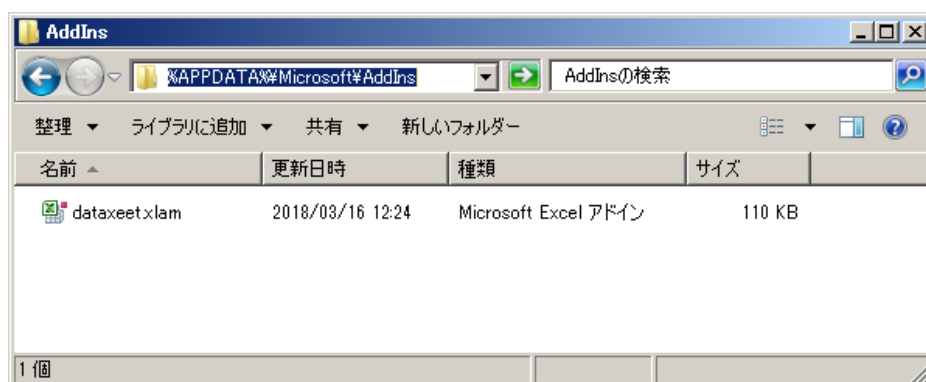 AddIns
%APPDATA%¥Microsoft¥AddIns AddInsの検索
整理 ライブラリに追加 共有 新しいフォルダー
名前 更新日時 種類 サイズ
dataxeet.xlam 2018/03/16 12:24 Microsoft Excel アドイン 110 KB
1 個